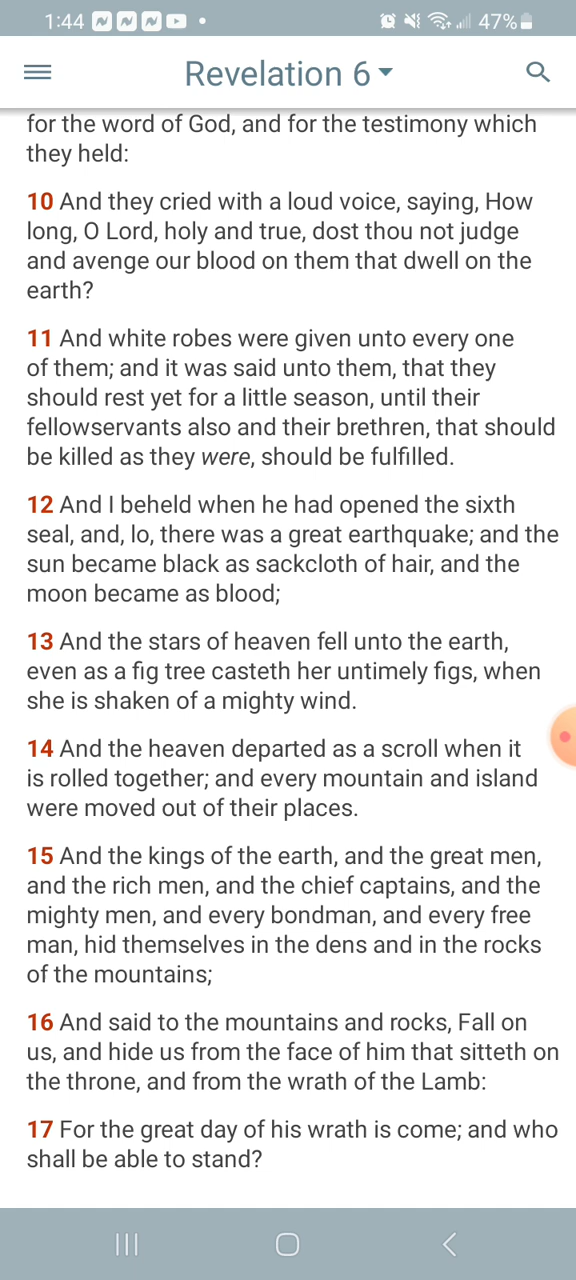 1:44
47%
Revelation 6
for the word of God, and for the testimony which
they held:
10 And they cried with a loud voice, saying, How
long, O Lord, holy and true, dost thou not judge
and avenge our blood on them that dwell on the
earth?
11 And white robes were given unto every one
of them; and it was said unto them, that they
should rest yet for a little season, until their
fellowservants also and their brethren, that should
be killed as they were, should be fulfilled.
12 And I beheld when he had opened the sixth
seal, and, lo, there was a great earthquake; and the
sun became black as sackcloth of hair, and the
moon became as blood;
13 And the stars of heaven fell unto the earth,
even as a fig tree casteth her untimely figs, when
she is shaken of a mighty wind.
14 And the heaven departed as a scroll when it
is rolled together; and every mountain and island
were moved out of their places.
15 And the kings of the earth, and the great men,
and the rich men, and the chief captains, and the
mighty men, and every bondman, and every free
man, hid themselves in the dens and in the rocks
of the mountains;
16 And said to the mountains and rocks, Fall on
us, and hide us from the face of him that sitteth on
the throne, and from the wrath of the Lamb:
17 For the great day of his wrath is come; and who
shall be able to stand?